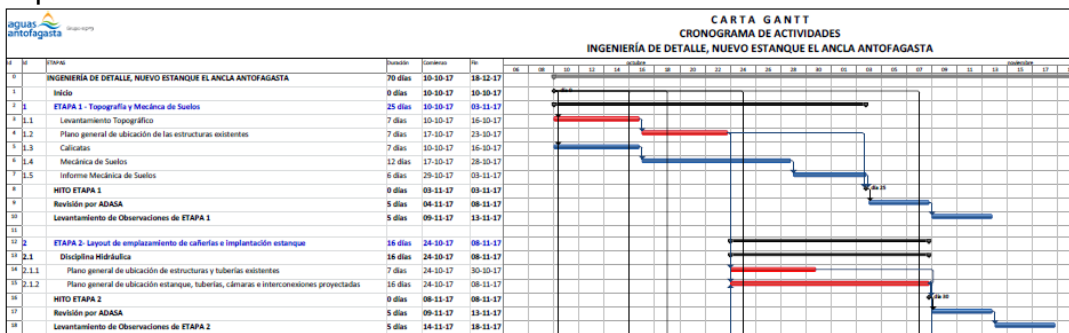 aguas
antofagasta
Grupo·epm
CARTA GANTT
CRONOGRAMA DE ACTIVIDADES
INGENIERÍA DE DETALLE, NUEVO ESTANQUE EL ANCLA ANTOFAGASTA
Id Id ETAPAS Duración Comienzo Fin octubre noviembre
06 08 10 12 14 16 18 20 22 24 26 28 30 01 03 05 07 09 11 13 15 17
0 INGENIERÍA DE DETALLE, NUEVO ESTANQUE EL ANCLA ANTOFAGASTA 70 días 10-10-17 18-12-17
1 Inicio 0 días 10-10-17 10-10-17
2 1 ETAPA 1 - Topografía y Mecánca de Suelos 25 días 10-10-17 03-11-17
3 1.1 Levantamiento Topográfico 7 días 10-10-17 16-10-17
4 1.2 Plano general de ubicación de las estructuras existentes 7 días 17-10-17 23-10-17
5 1.3 Calicatas 7 días 10-10-17 16-10-17
6 1.4 Mecánica de Suelos 12 días 17-10-17 28-10-17
7 1.5 Informe Mecánica de Suelos 6 días 29-10-17 03-11-17
8 HITO ETAPA 1 0 días 03-11-17 03-11-17 día 25
9 Revisión por ADASA 5 días 04-11-17 08-11-17
10 Levantamiento de Observaciones de ETAPA 1 5 días 09-11-17 13-11-17
11
12 2 ETAPA 2- Layout de emplazamiento de cañerías e implantación estanque 16 días 24-10-17 08-11-17
13 2.1 Disciplina Hidráulica 16 días 24-10-17 08-11-17
14 2.1.1 Plano general de ubicación de estructuras y tuberías existentes 7 días 24-10-17 30-10-17
15 2.1.2 Plano general de ubicación estanque, tuberías, cámaras e interconexiones proyectadas 16 días 24-10-17 08-11-17
16 HITO ETAPA 2 0 días 08-11-17 08-11-17 día 30
17 Revisión por ADASA 5 días 09-11-17 13-11-17
18 Levantamiento de Observaciones de ETAPA 2 5 días 14-11-17 18-11-17